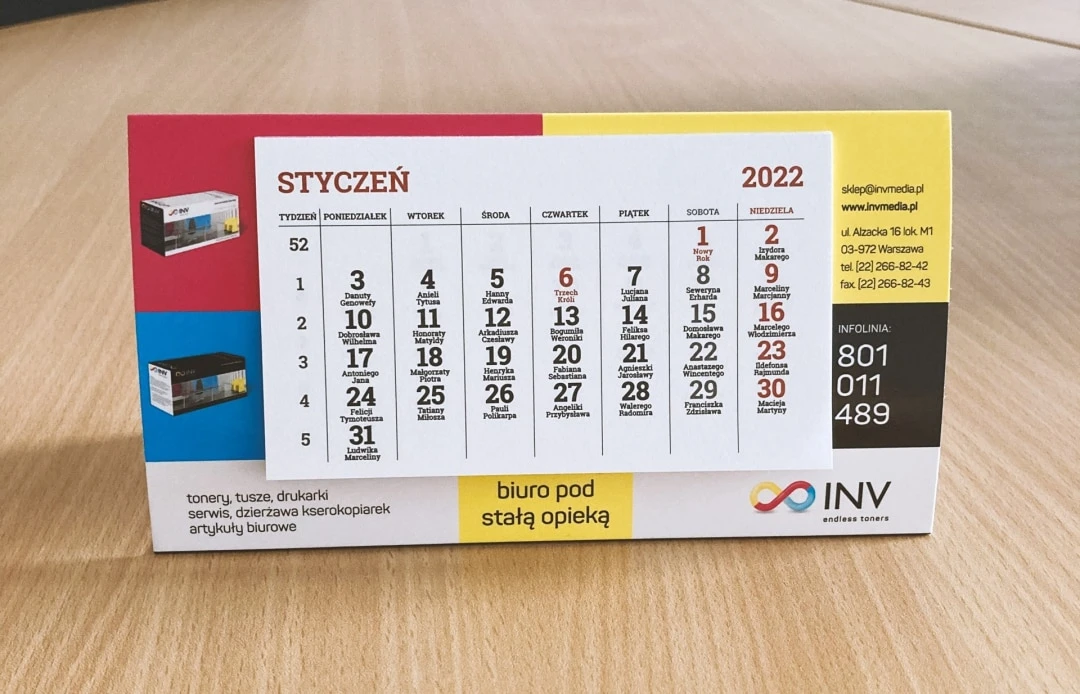 STYCZEŃ 2022
TYDZIEŃ PONIEDZIAŁEK WTOREK ŚRODA CZWARTEK PIĄTEK SOBOTA NIEDZIELA
52 1 2
Nowy Izydora
Rok Makarego
1 3 4 5 6 7 8 9
Danuty Anieli Hanny Trzech Lucjana Seweryna Marceliny
Genowefy Tytusa Edwarda Króli Juliana Erharda Marcjanny
2 10 11 12 13 14 15 16
Dobrosława Honoraty Arkadiusza Bogumiła Feliksa Domosława Marcelego
Wilhelma Matyldy Czesławy Weroniki Hilarego Makarego Włodzimierza
3 17 18 19 20 21 22 23
Antoniego Małgorzaty Henryka Fabiana Agnieszki Anastazego Ildefonsa
Jana Piotra Mariusza Sebastiana Jarosławy Wincentego Rajmunda
4 24 25 26 27 28 29 30
Felicji Tatiany Pauli Angeliki Walerego Franciszka Macieja
Tymoteusza Miłosza Polikarpa Przybysława Radomira Zdzisława Martyny
5 31
Ludwika
Marceliny
sklep@invmedia.pl
www.invmedia.pl
ul. Alzacka 16 lok. M1
03-972 Warszawa
tel. [22] 266-82-42
fax. [22] 266-82-43
INFOLINIA:
801
011
489
INV
INV
tonery, tusze, drukarki
serwis, dzierżawa kserokopiarek
artykuły biurowe
biuro pod
stałą opieką
INV
endless toners